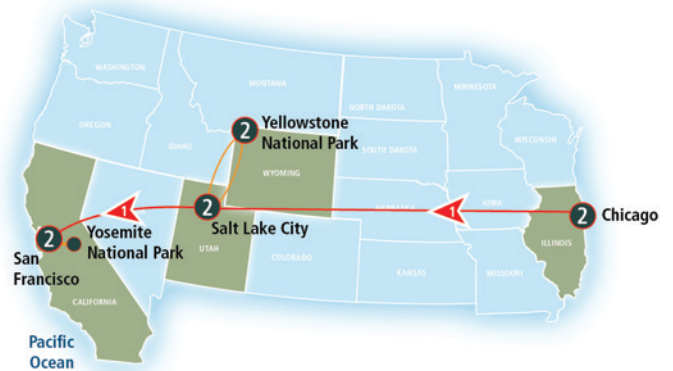 WASHINGTON
MONTANA
NORTH DAKOTA
MINNESOTA
OREGON
IDAHO
2
Yellowstone
National Park
SOUTH DAKOTA
WISCONSIN
WYOMING
2
Salt Lake City
1
1
NEBRASKA
IOWA
2
Chicago
ILLINOIS
2
San
Francisco
Yosemite
National Park
UTAH
COLORADO
KANSAS
MISSOURI
CALIFORNIA
Pacific
Ocean